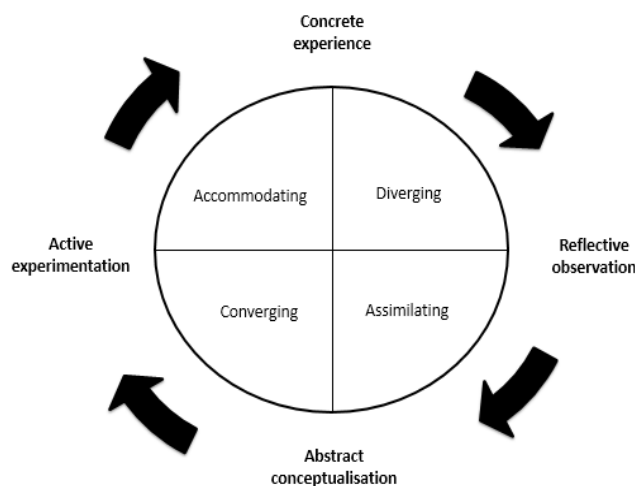 Concrete
experience
Accommodating
Diverging
Active
experimentation
Reflective
observation
Converging
Assimilating
Abstract
conceptualisation